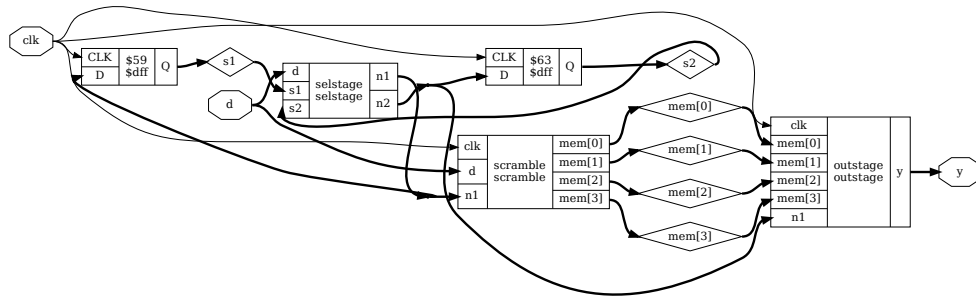 clk
CLK
D
$59
$dff
Q
s1
d
d
s1
s2
selstage
selstage
n1
n2
CLK
D
$63
$dff
Q
s2
clk
d
n1
scramble
scramble
mem[0]
mem[1]
mem[2]
mem[3]
mem[0]
mem[1]
mem[2]
mem[3]
clk
mem[0]
mem[1]
mem[2]
mem[3]
n1
outstage
outstage
y
y